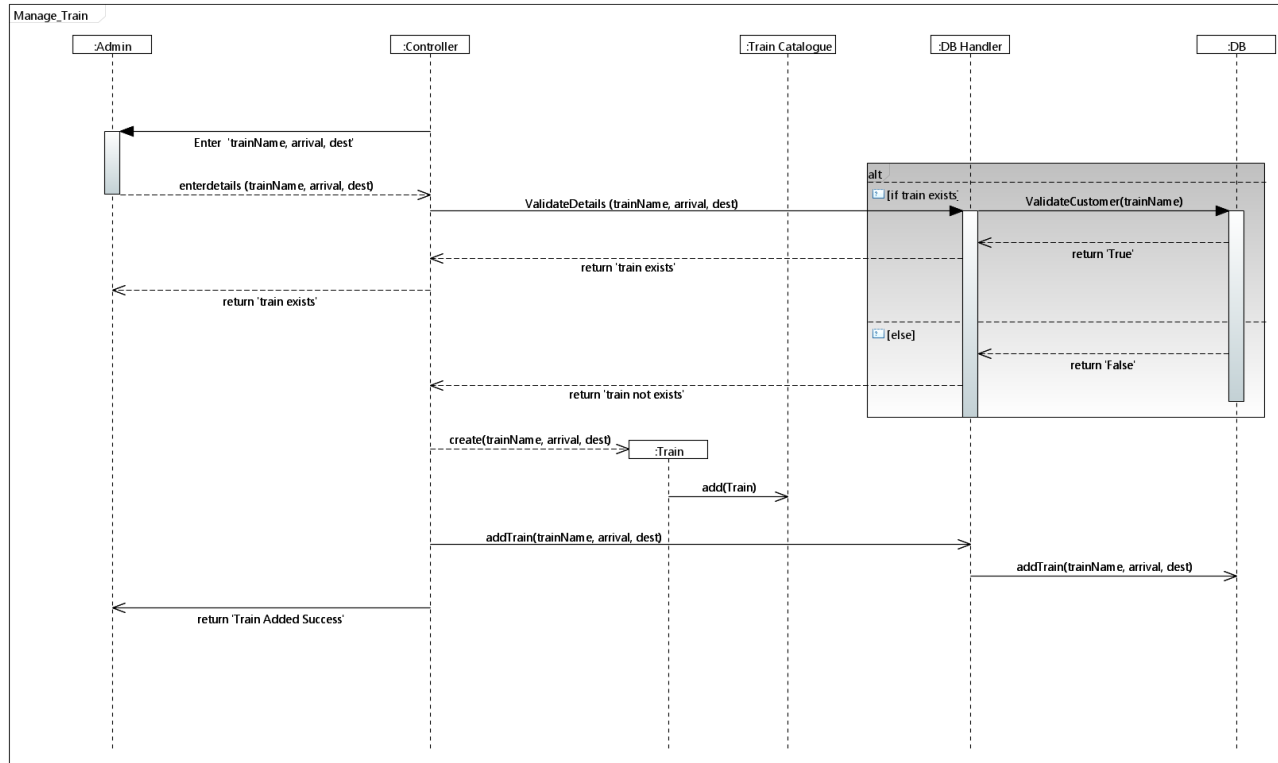 Manage_Train
:Admin
:Controller
:Train Catalogue
:DB Handler
:DB
Enter 'trainName, arrival, dest'
enterdetails (trainName, arrival, dest)
alt
[if train exists]
ValidateDetails (trainName, arrival, dest)
ValidateCustomer(trainName)
return 'True'
return 'train exists'
return 'train exists'
[else]
return 'False'
return 'train not exists'
create(trainName, arrival, dest)
:Train
add(Train)
addTrain(trainName, arrival, dest)
addTrain(trainName, arrival, dest)
return 'Train Added Success'